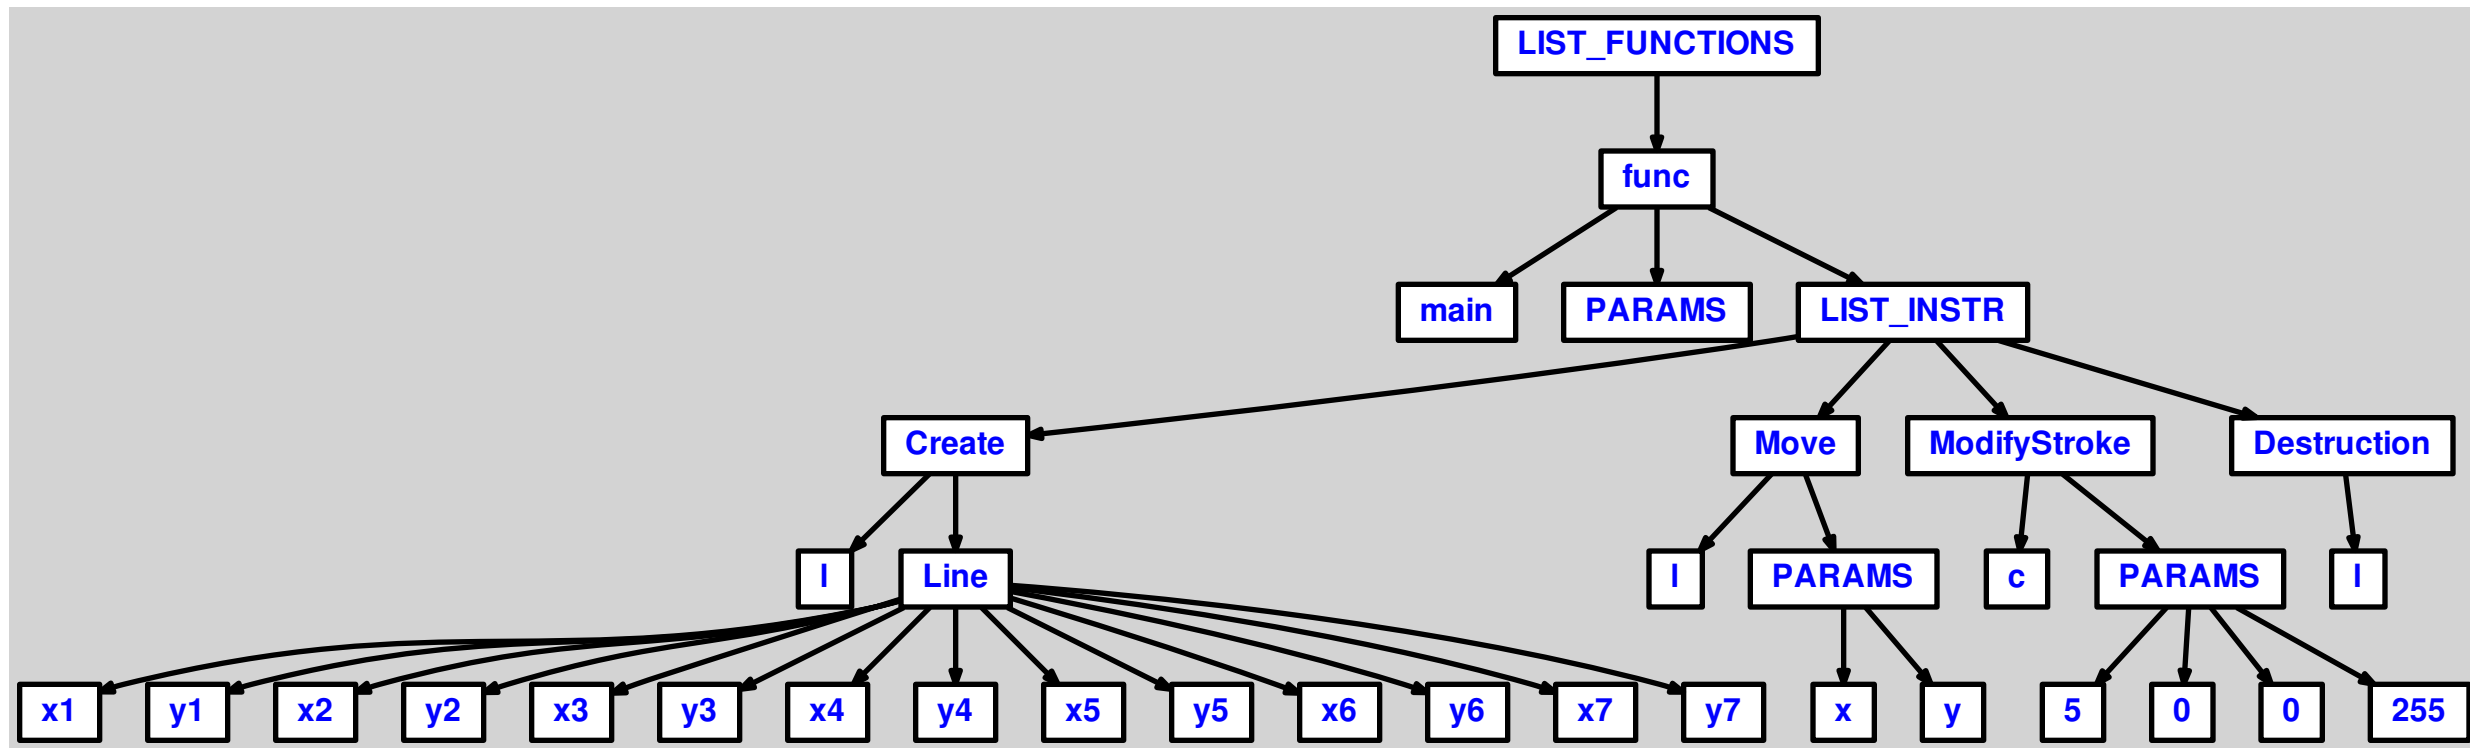 LIST_FUNCTIONS
func
main PARAMS LIST_INSTR
Create Move ModifyStroke Destruction
l Line l PARAMS c PARAMS l
x1 y1 x2 y2 x3 y3 x4 y4 x5 y5 x6 y6 x7 y7 x y 5 0 0 255